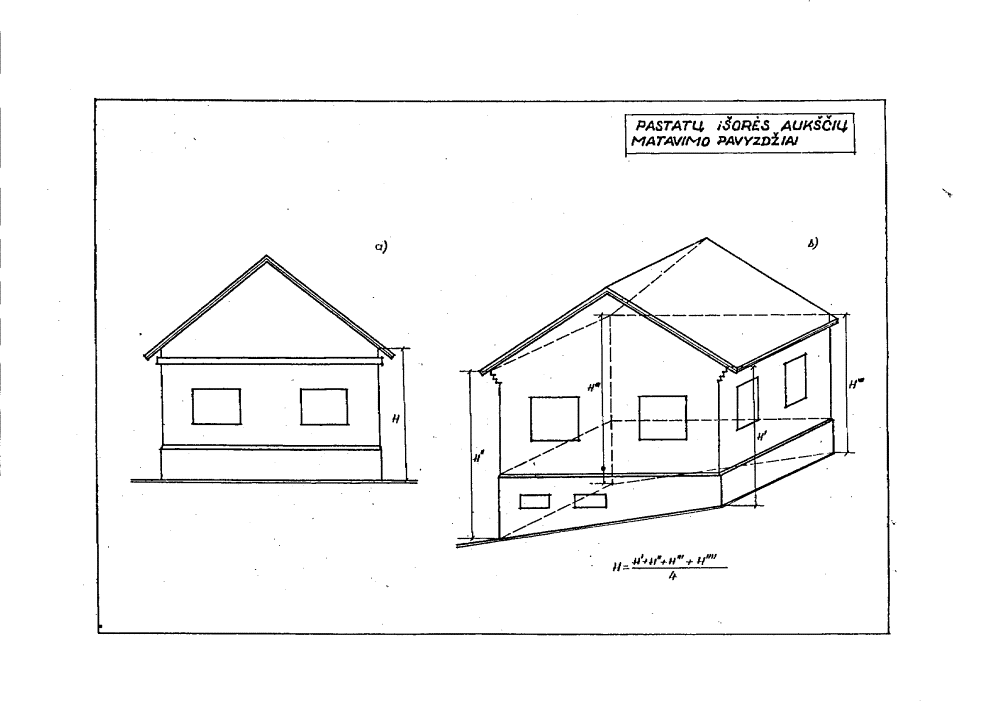 PASTATŲ IŠORĖS AUKŠČIŲ
MATAVIMO PAVYZDŽIAI
a)
b)
H
H"
H'''
H'
H''''
H = H' + H" + H''' + H'''' / 4